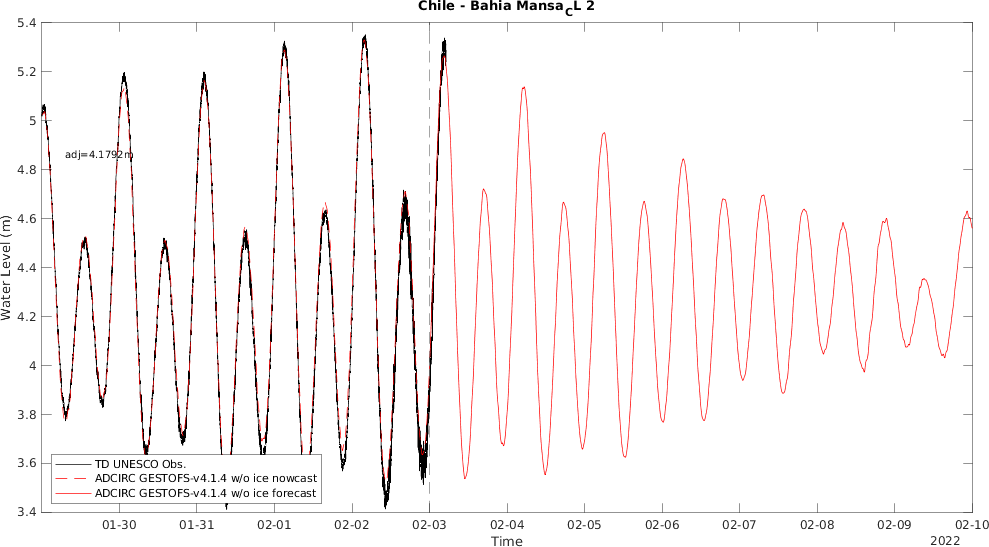 Chile - Bahia Mansa_CL 2
5.4
5.2
5
4.8
4.6
4.4
4.2
4
3.8
3.6
3.4
Water Level (m)
adj=4.1792m
TD UNESCO Obs.
ADCIRC GESTOFS-v4.1.4 w/o ice nowcast
ADCIRC GESTOFS-v4.1.4 w/o ice forecast
01-30 01-31 02-01 02-02 02-03 02-04 02-05 02-06 02-07 02-08 02-09 02-10
Time
2022